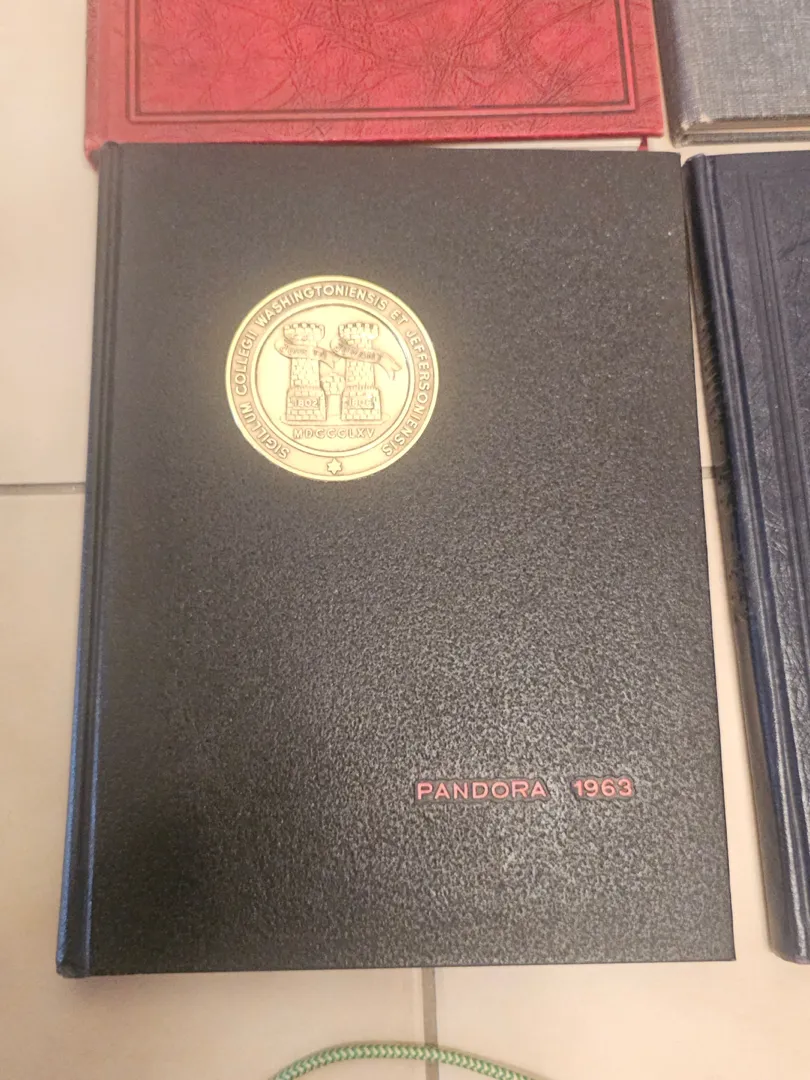 SIGILLUM COLLEGII WASHINGTONIENSIS ET JEFFERSONIENSIS
1802
MDCCCLXV
PANDORA 1963